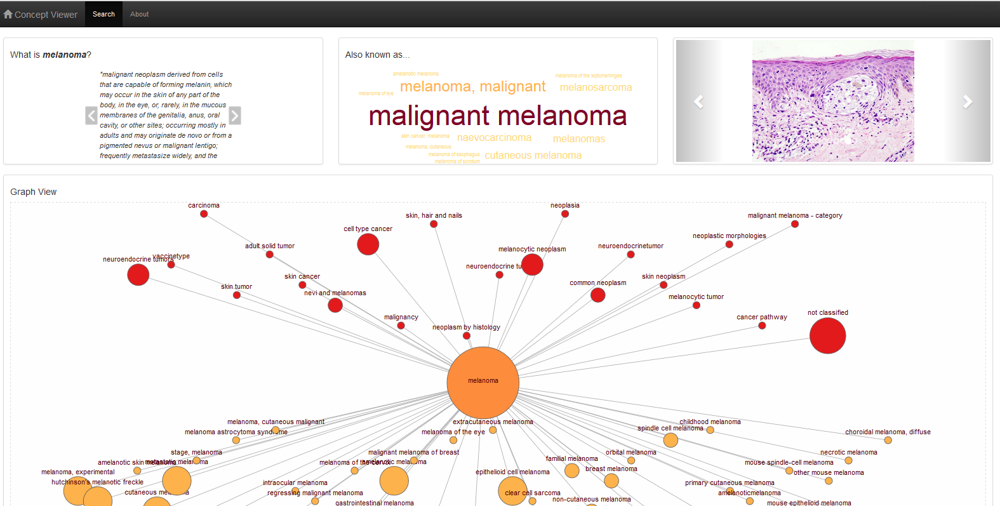 Concept Viewer Search About
What is melanoma?
"malignant neoplasm derived from cells
that are capable of forming melanin, which
may occur in the skin of any part of the
body, in the eye, or, rarely, in the mucous
membranes of the genitalia, anus, oral
cavity, or other sites; occurring mostly in
adults and may originate de novo or from a
pigmented nevus or malignant lentigo;
frequently metastasize widely, and the
Also known as...
amelanotic melanoma
melanoma of the leptomeninges
melanoma, malignant
melanosarcoma
melanoma of eye
malignant melanoma
skin cancer, melanoma
naevocarcinoma
melanomas
melanoma, cutaneous
melanoma of esophagus
cutaneous melanoma
melanoma of scrotum
Graph View
carcinoma
neoplasia
skin, hair and nails
malignant melanoma - category
cell type cancer
neoplastic morphologies
adult solid tumor
melanocytic neoplasm
neuroendocrinetumor
vaccinetype
neuroendocrine tumors
neuroendocrine tu
skin cancer
skin neoplasm
common neoplasm
skin tumor
nevi and melanomas
melanocytic tumor
not classified
malignancy
cancer pathway
neoplasm by histology
melanoma
melanoma, cutaneous malignant
extracutaneous melanoma
childhood melanoma
spindle cell melanoma
melanoma astrocytoma syndrome
melanoma of the eye
choroidal melanoma, diffuse
stage, melanoma
malignant melanoma of breast
orbital melanoma
necrotic melanoma
familial melanoma
amelanotic skin melanoma
metastatic melanoma
melanoma of the cervix
amelanotic melanoma
mouse spindle-cell melanoma
breast melanoma
melanoma, experimental
epithelioid cell melanoma
other mouse melanoma
hutchinson's melanotic freckle
intraocular melanoma
primary cutaneous melanoma
cutaneous melanoma
regressing malignant melanoma
clear cell sarcoma
amelanoticmelanoma
non-cutaneous melanoma
gastrointestinal melanoma
mouse epithelioid melanoma